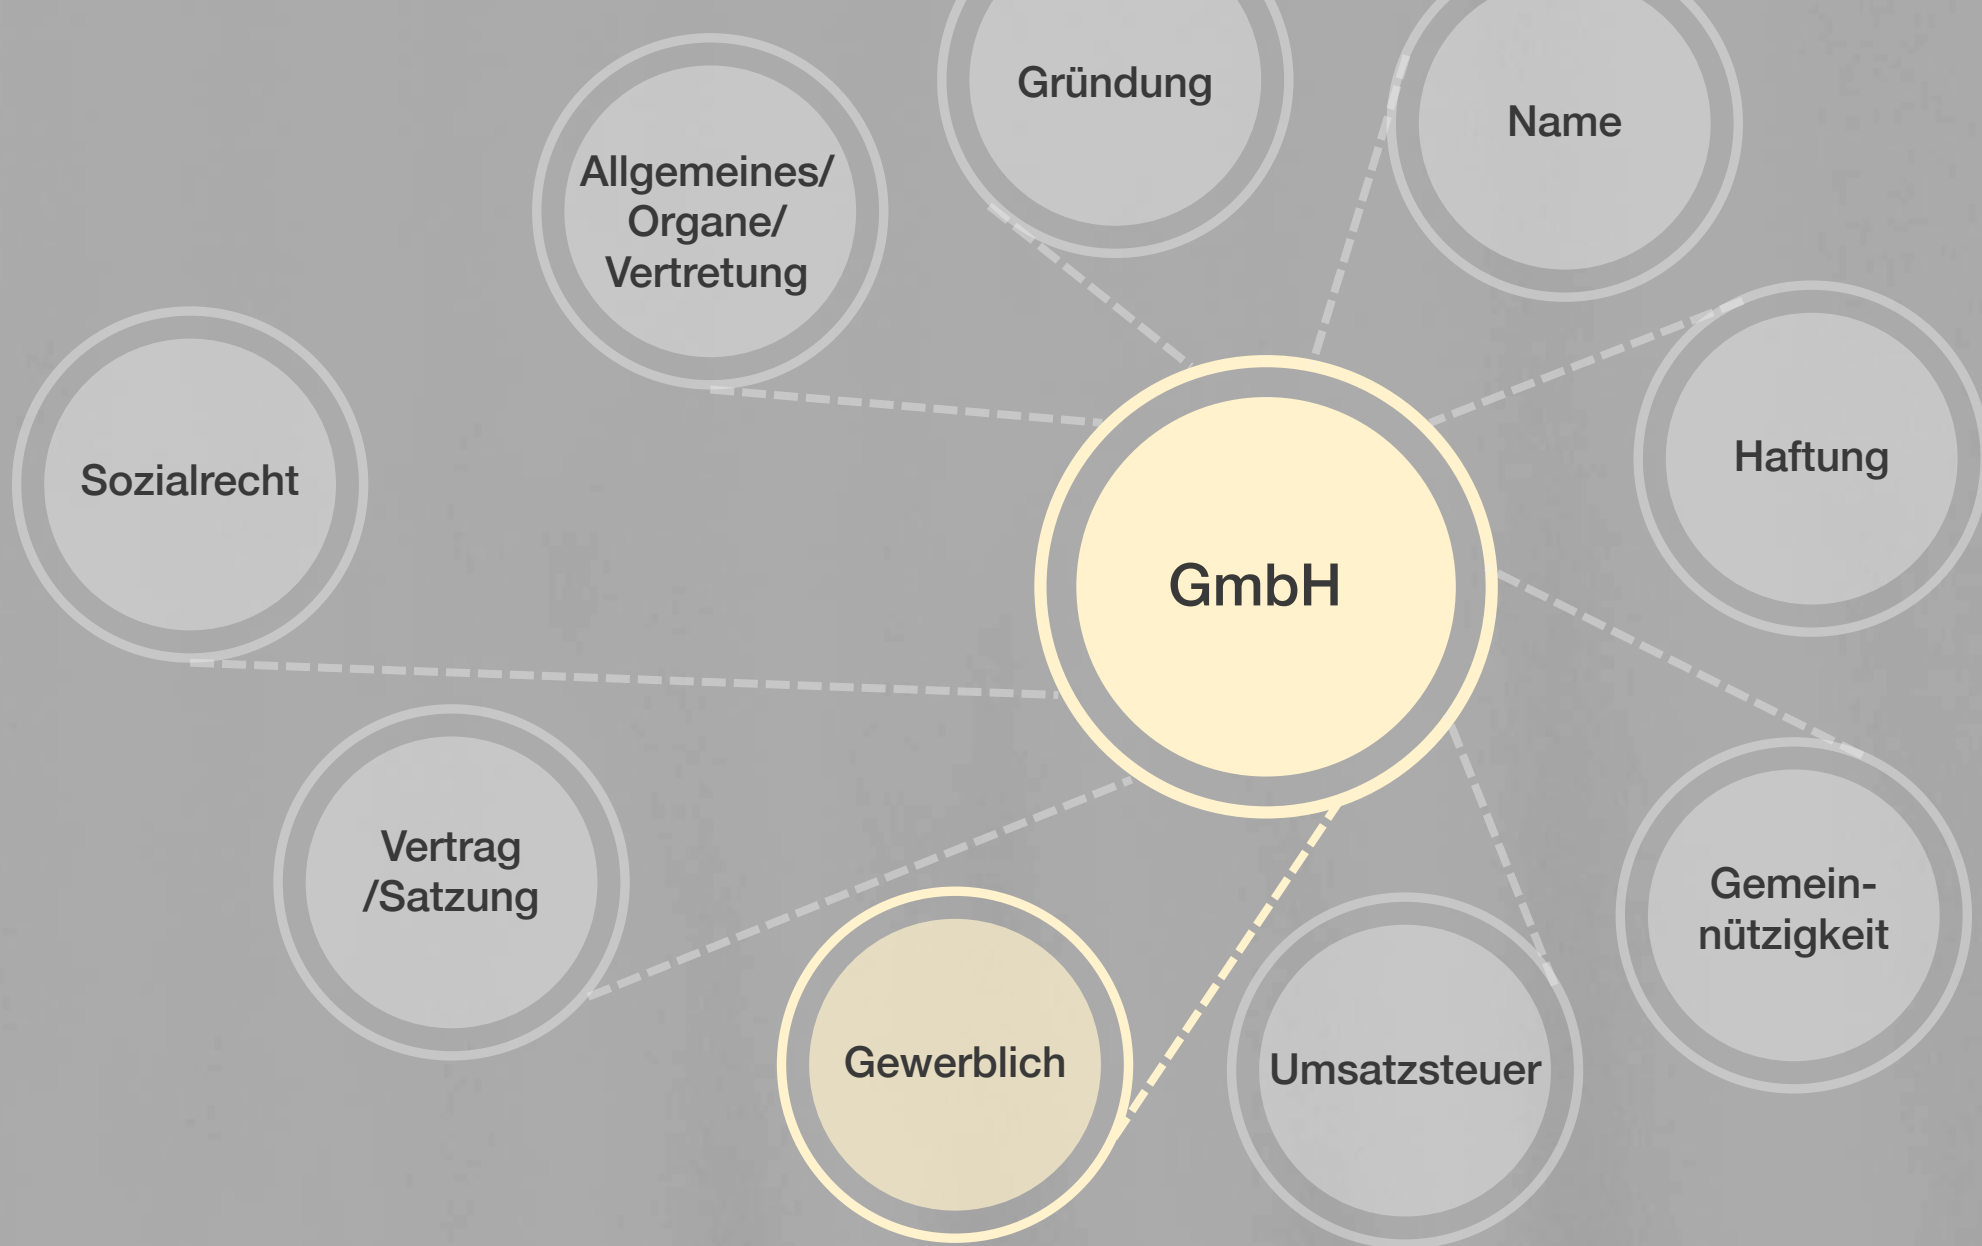 Gründung
Name
Allgemeines/
Organe/
Vertretung
Haftung
Sozialrecht
GmbH
Vertrag
/Satzung
Gemein-
nützigkeit
Gewerblich
Umsatzsteuer